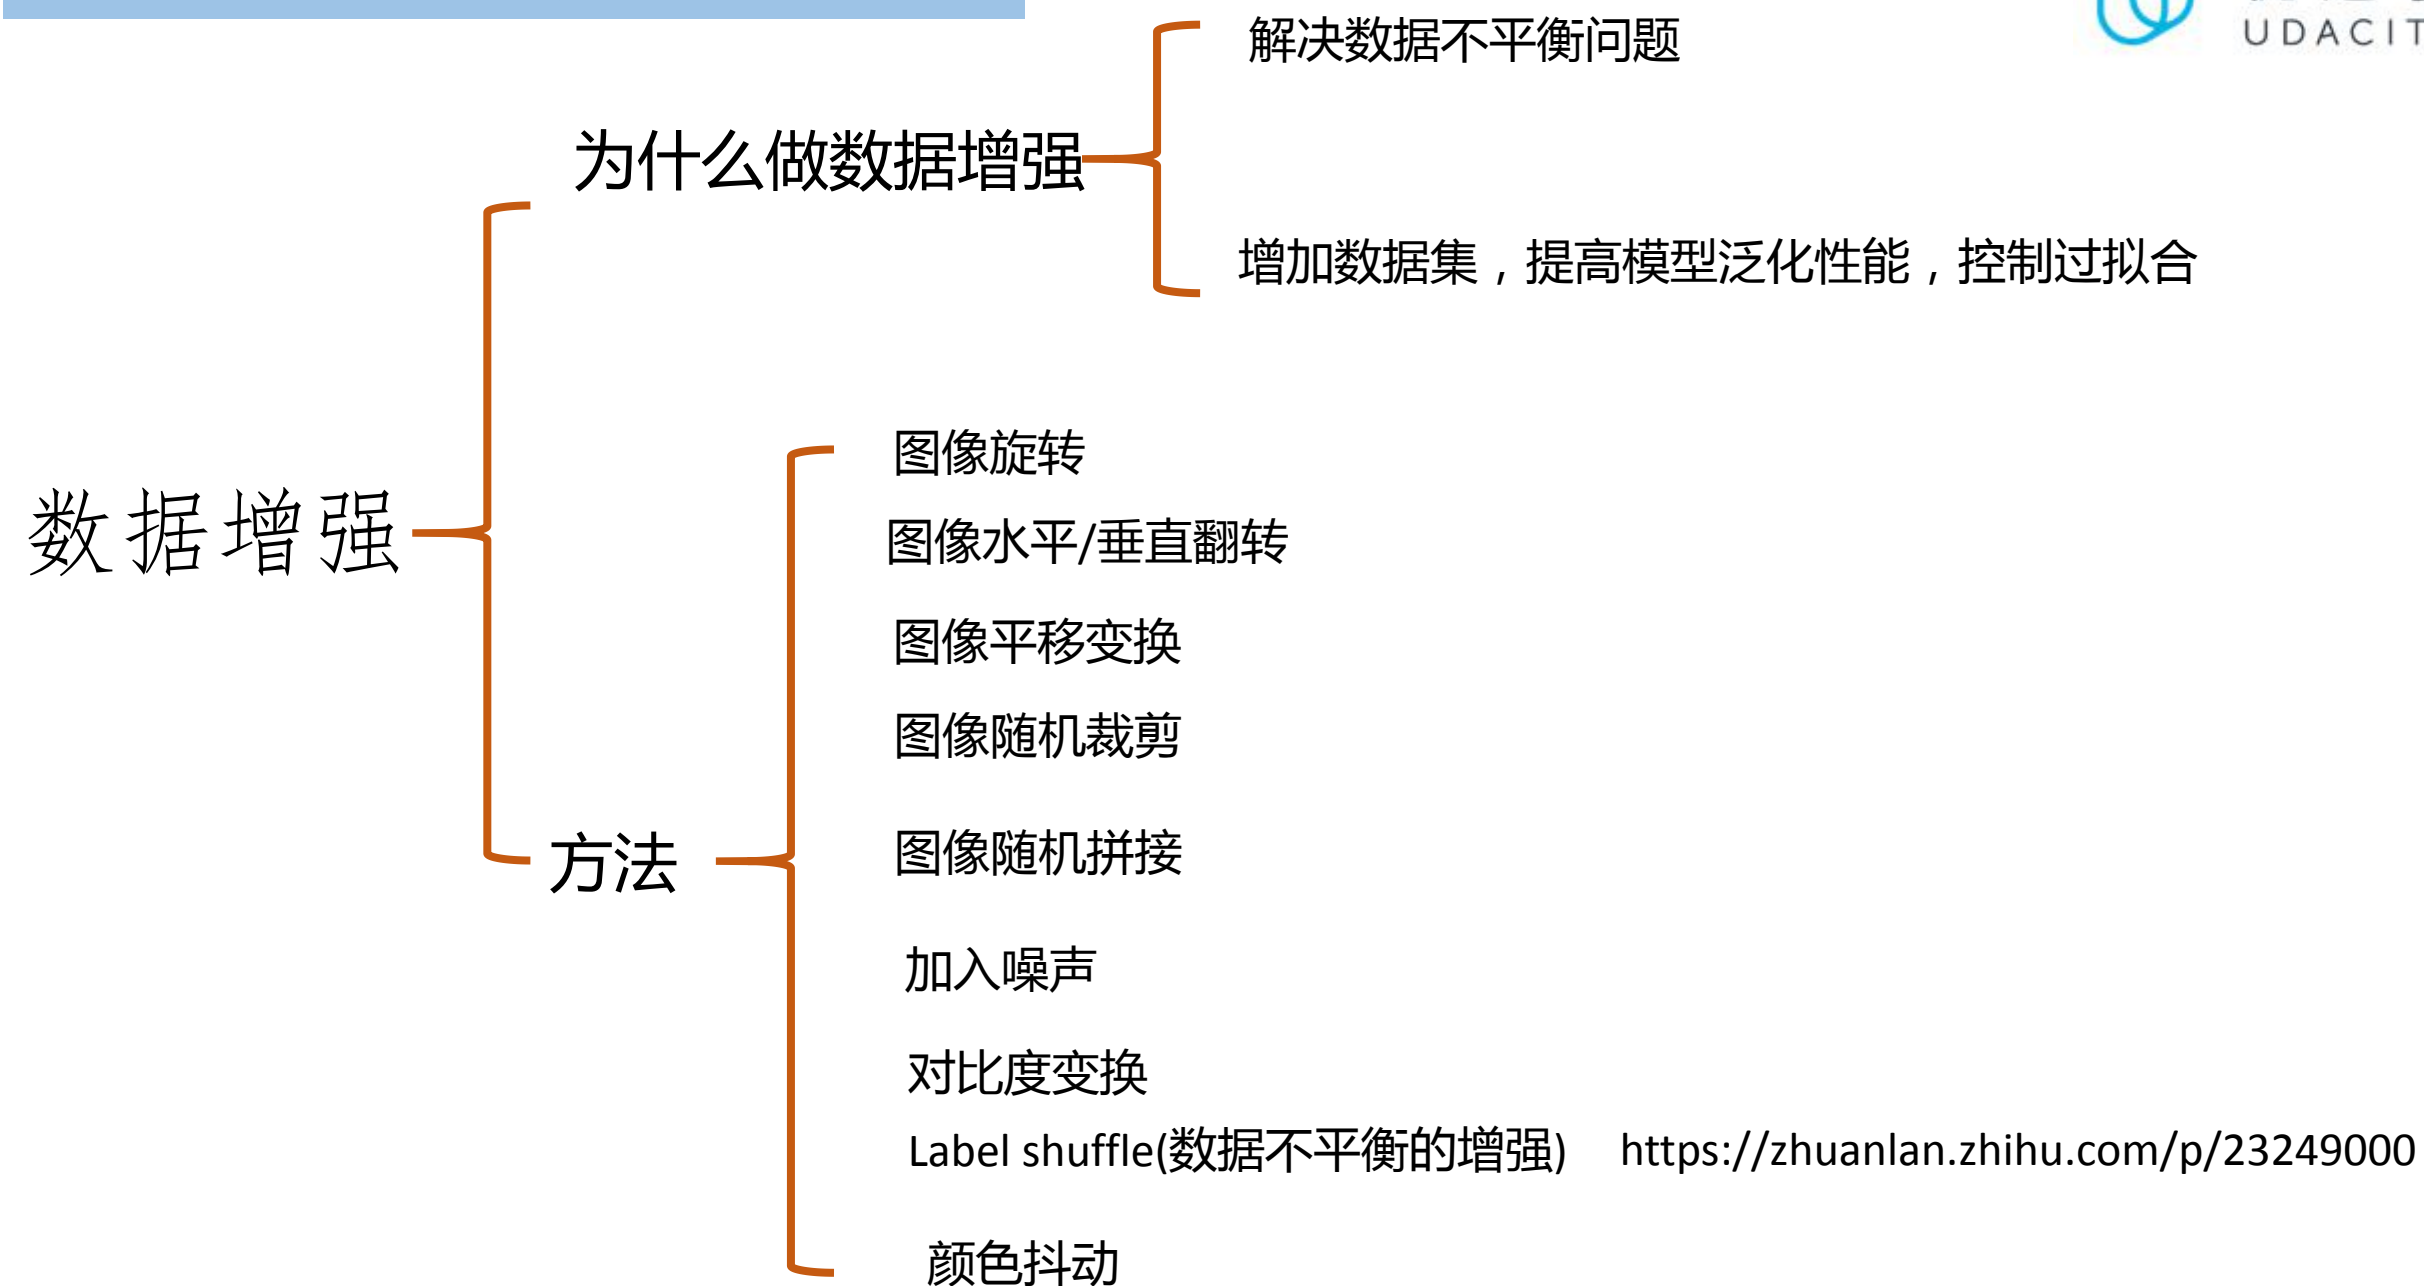 UDACIT
解决数据不平衡问题
为什么做数据增强
增加数据集，提高模型泛化性能，控制过拟合
图像旋转
数据增强
图像水平/垂直翻转
图像平移变换
图像随机裁剪
图像随机拼接
方法
加入噪声
对比度变换
Label shuffle(数据不平衡的增强) https://zhuanlan.zhihu.com/p/23249000
颜色抖动